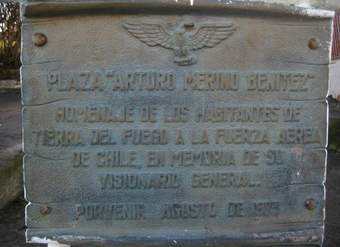 PLAZA "ARTURO MERINO BENITEZ"
HOMENAJE DE LOS HABITANTES DE
TIERRA DEL FUEGO A LA FUERZA AEREA
DE CHILE, EN MEMORIA DE SU
VISIONARIO GENERAL.
PORVENIR, AGOSTO DE